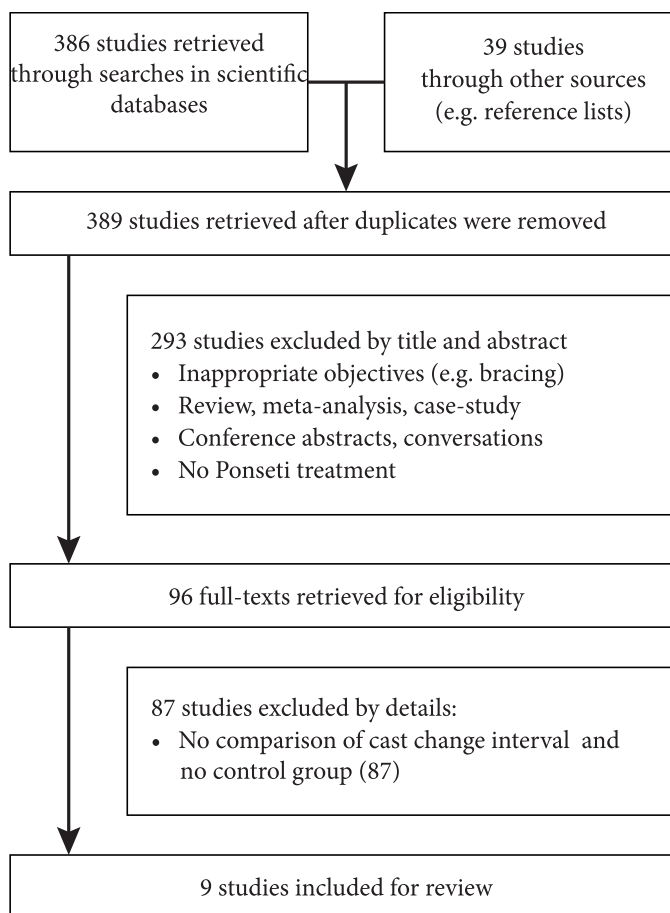 386 studies retrieved
through searches in scientific
databases
39 studies
through other sources
(e.g. reference lists)
389 studies retrieved after duplicates were removed
293 studies excluded by title and abstract
• Inappropriate objectives (e.g. bracing)
• Review, meta-analysis, case-study
• Conference abstracts, conversations
• No Ponseti treatment
96 full-texts retrieved for eligibility
87 studies excluded by details:
• No comparison of cast change interval and
no control group (87)
9 studies included for review